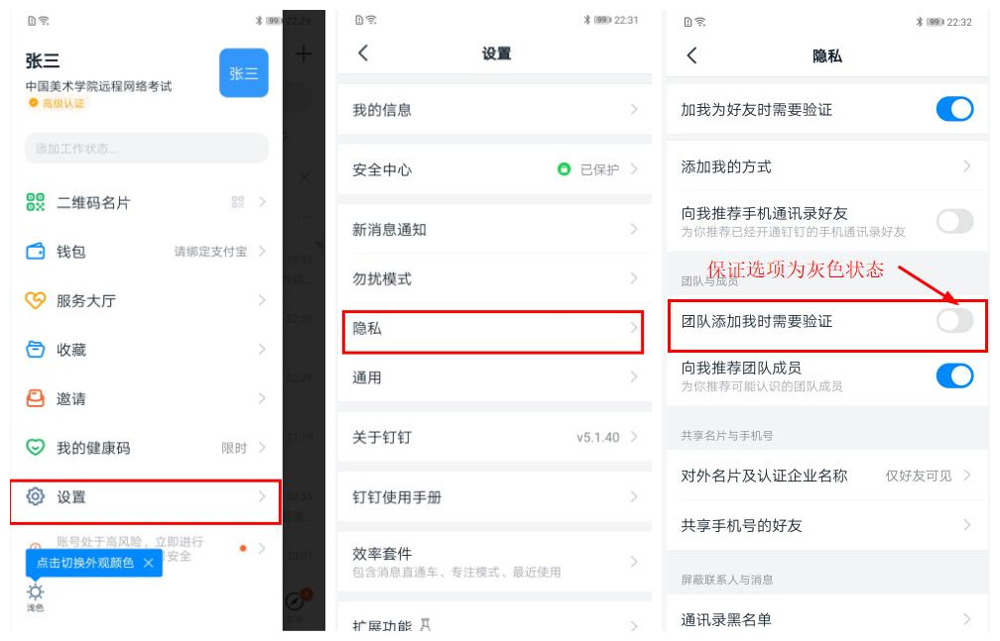 99
22:29
张三
中国美术学院远程网络考试
高级认证
张三
添加工作状态...
二维码名片
钱包
请绑定支付宝
服务大厅
收藏
邀请
我的健康码
限时
设置
账号处于高风险，立即进行
安全
点击切换外观颜色
浅色
1
99
22:31
设置
我的信息
安全中心
已保护
新消息通知
勿扰模式
隐私
通用
关于钉钉
v5.1.40
钉钉使用手册
效率套件
包含消息直通车、专注模式、最近使用
扩展功能
99
22:32
隐私
加我为好友时需要验证
添加我的方式
向我推荐手机通讯录好友
为你推荐已经开通钉钉的手机通讯录好友
保证选项为灰色状态
团队与成员
团队添加我时需要验证
向我推荐团队成员
为你推荐可能认识的团队成员
共享名片与手机号
对外名片及认证企业名称
仅好友可见
共享手机号的好友
屏蔽联系人与消息
通讯录黑名单